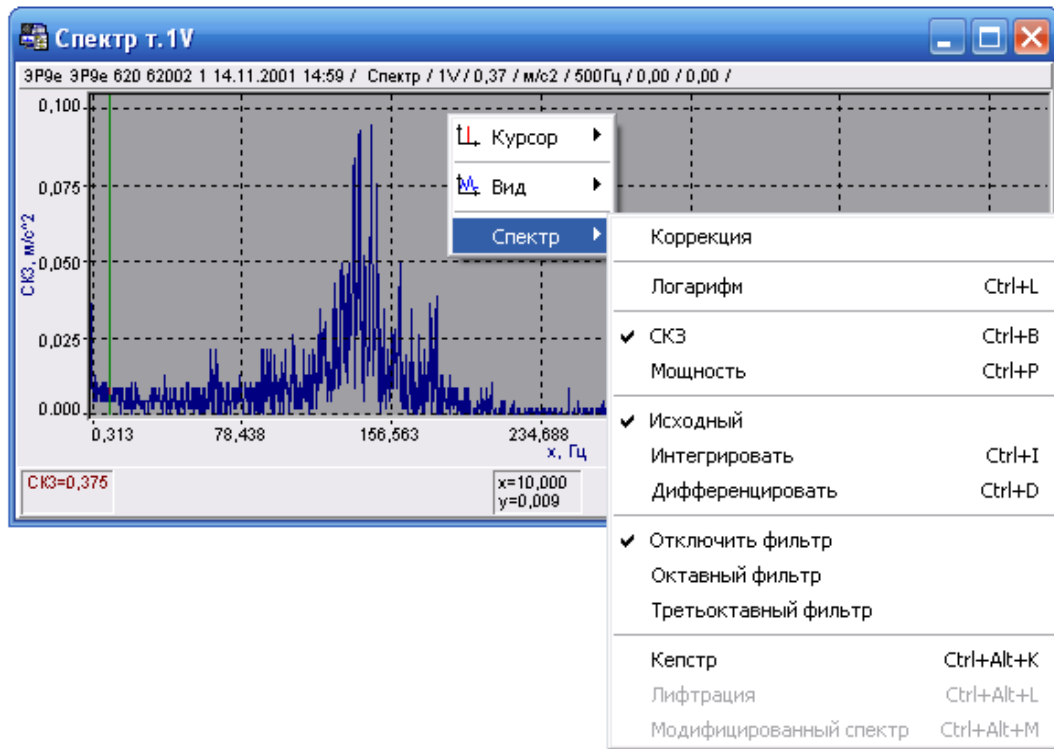 Спектр т.1V
ЭР9е ЭР9е 620 62002 1 14.11.2001 14:59 / Спектр / 1V / 0,37 / м/с2 / 500Гц / 0,00 / 0,00 /
0,100
0,075
0,050
0,025
0.000
СКЗ, м/с^2
0,313 78,438 156,563 234,688
x, Гц
СКЗ=0,375
x=10,000
y=0,009
Курсор
Вид
Спектр
Коррекция
Логарифм Ctrl+L
СКЗ Ctrl+B
Мощность Ctrl+P
Исходный
Интегрировать Ctrl+I
Дифференцировать Ctrl+D
Отключить фильтр
Октавный фильтр
Третьоктавный фильтр
Кепстр Ctrl+Alt+K
Лифтрация Ctrl+Alt+L
Модифицированный спектр Ctrl+Alt+M